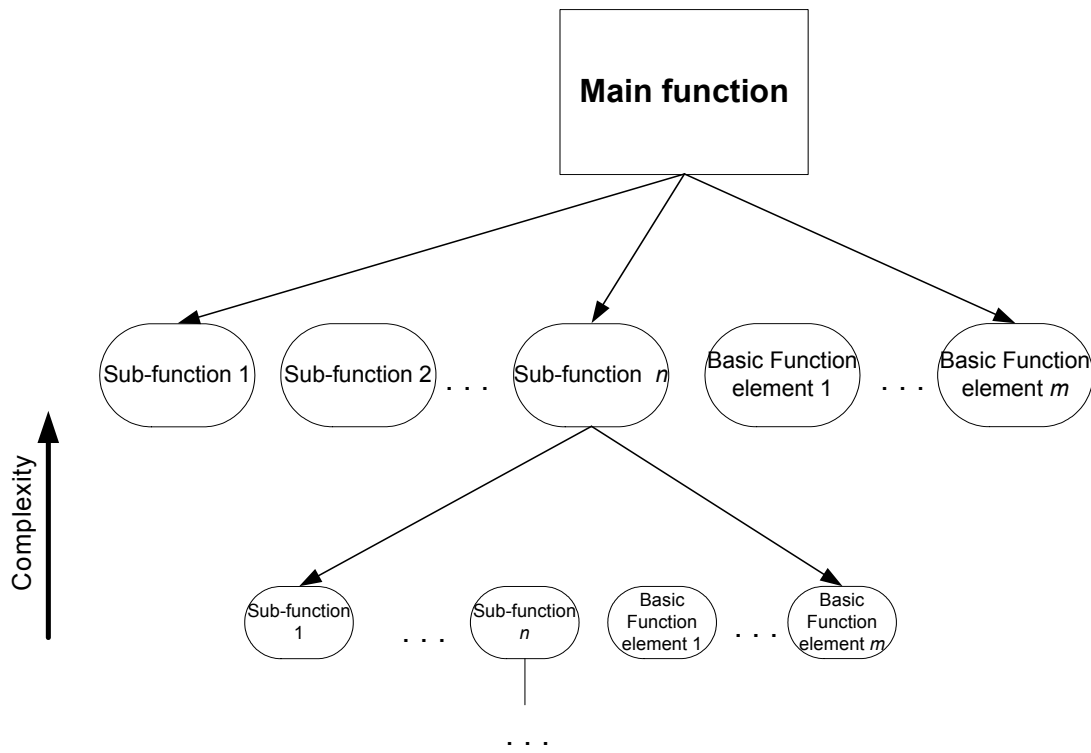 Main function
Sub-function 1
Sub-function 2
. . .
Sub-function n
Basic Function
element 1
. . .
Basic Function
element m
Complexity
Sub-function
1
. . .
Sub-function
n
Basic
Function
element 1
. . .
Basic
Function
element m
. . .